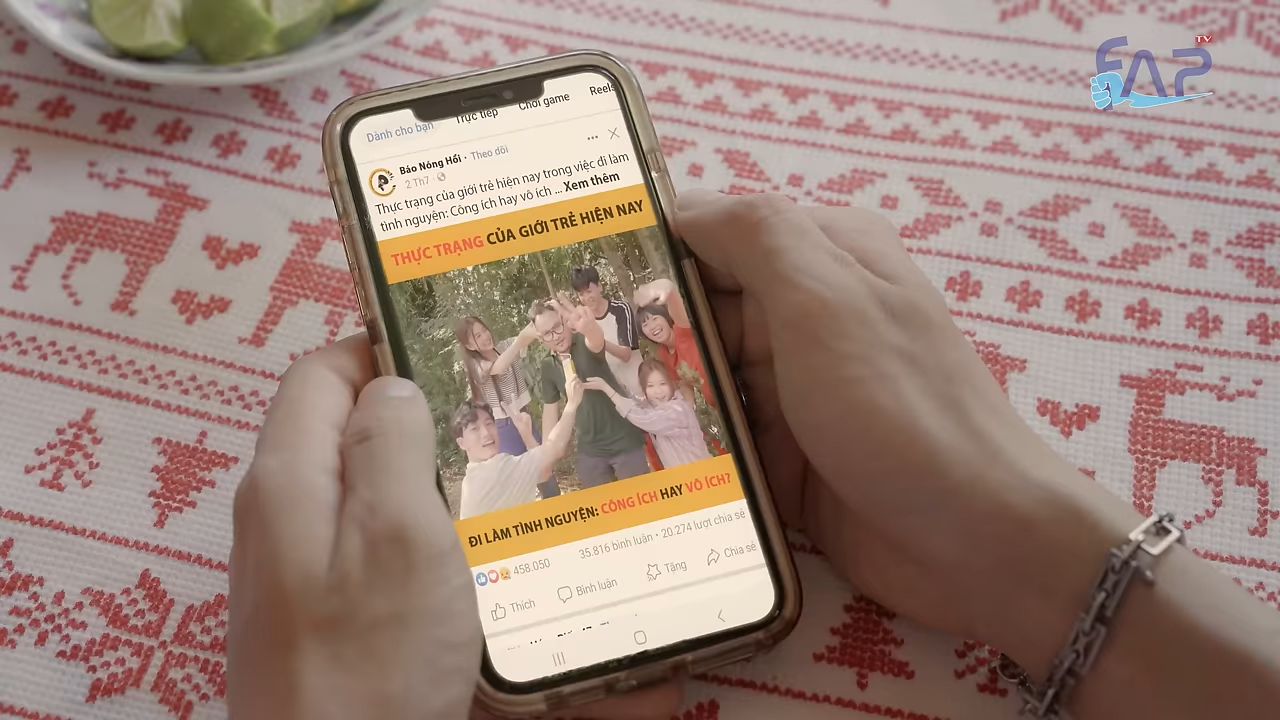 FAP TV
Dành cho bạn Trực tiếp Chơi game Reels
Báo Nóng Hổi · Theo dõi
2 Th7
Thực trạng của giới trẻ hiện nay trong việc đi làm
tình nguyện: Công ích hay vô ích ... Xem thêm
THỰC TRẠNG CỦA GIỚI TRẺ HIỆN NAY
ĐI LÀM TÌNH NGUYỆN: CÔNG ÍCH HAY VÔ ÍCH?
458.050 35.816 bình luận · 20.274 lượt chia sẻ
Thích Bình luận Tặng Chia sẻ